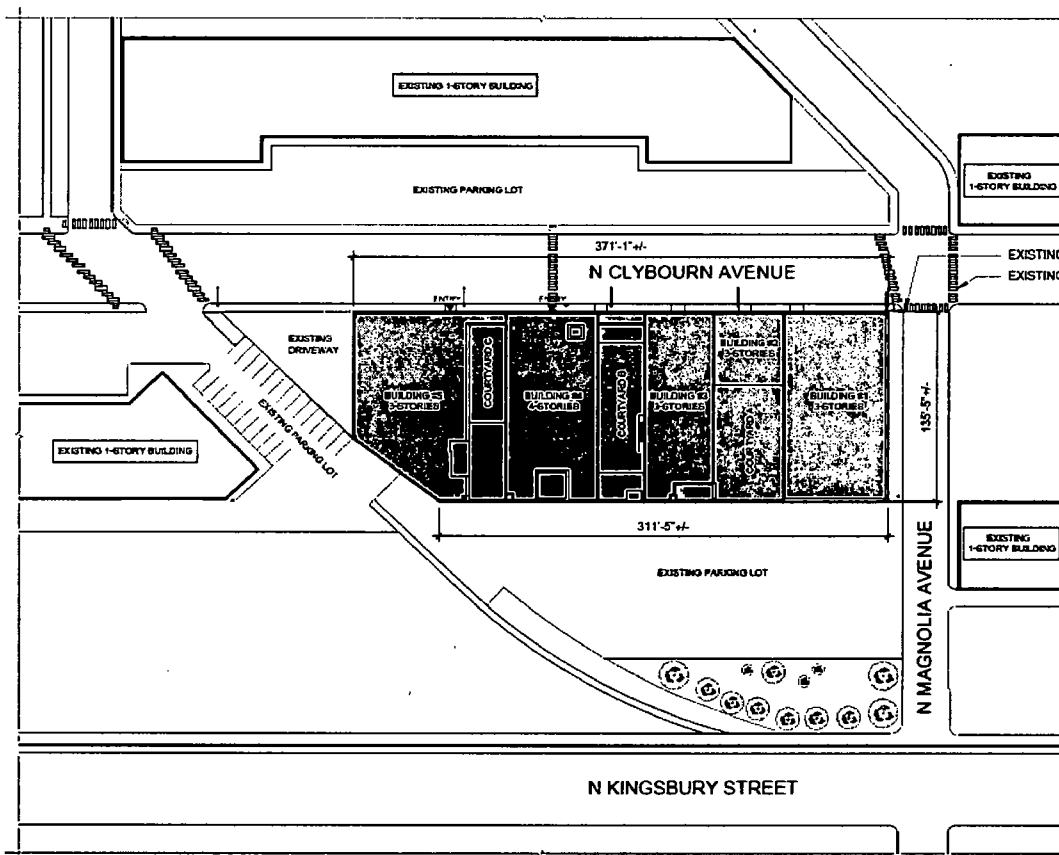 EXISTING 1-STORY BUILDING
EXISTING PARKING LOT
EXISTING
1-STORY BUILDING
371'-1"+/-
N CLYBOURN AVENUE
EXISTING
EXISTING
ENTRY
ENTRY
EXISTING
DRIVEWAY
COURTYARD C
COURTYARD B
BUILDING #2
3-STORIES
BUILDING #5
BUILDING #4
4-STORIES
BUILDING #3
3-STORIES
COURTYARD A
BUILDING #1
3-STORIES
135'-5"+/-
EXISTING PARKING LOT
EXISTING 1-STORY BUILDING
311'-5"+/-
EXISTING
1-STORY BUILDING
EXISTING PARKING LOT
N MAGNOLIA AVENUE
N KINGSBURY STREET